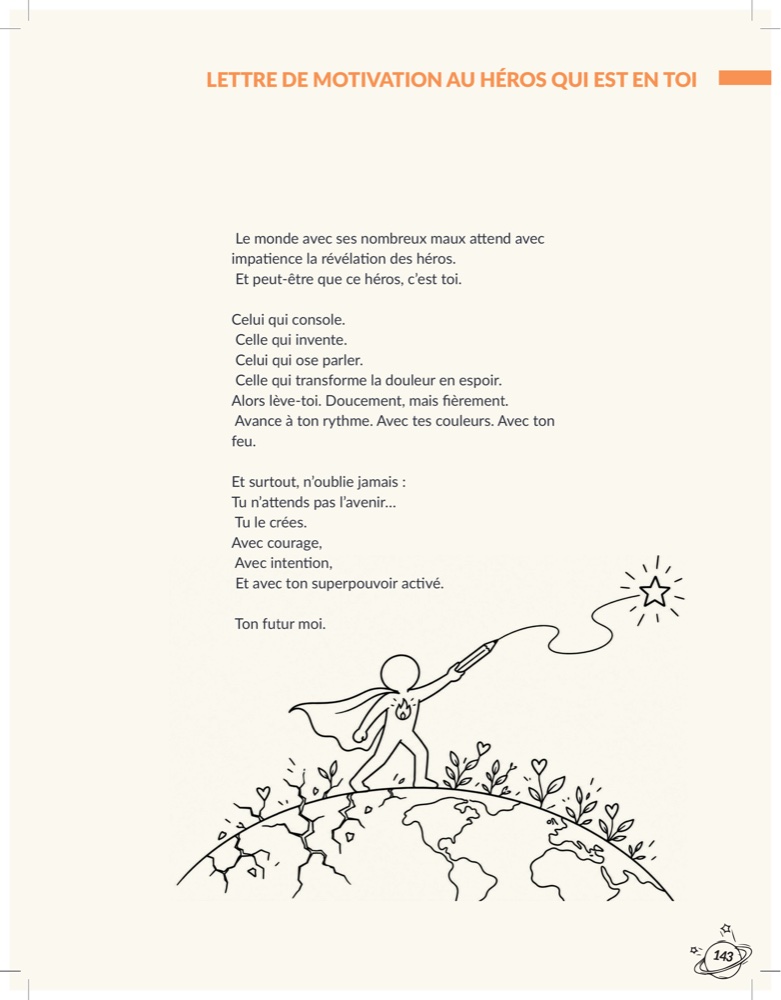 LETTRE DE MOTIVATION AU HÉROS QUI EST EN TOI
Le monde avec ses nombreux maux attend avec
impatience la révélation des héros.
Et peut-être que ce héros, c’est toi.
Celui qui console.
Celle qui invente.
Celui qui ose parler.
Celle qui transforme la douleur en espoir.
Alors lève-toi. Doucement, mais fièrement.
Avance à ton rythme. Avec tes couleurs. Avec ton
feu.
Et surtout, n’oublie jamais :
Tu n’attends pas l’avenir…
Tu le crées.
Avec courage,
Avec intention,
Et avec ton superpouvoir activé.
Ton futur moi.
143